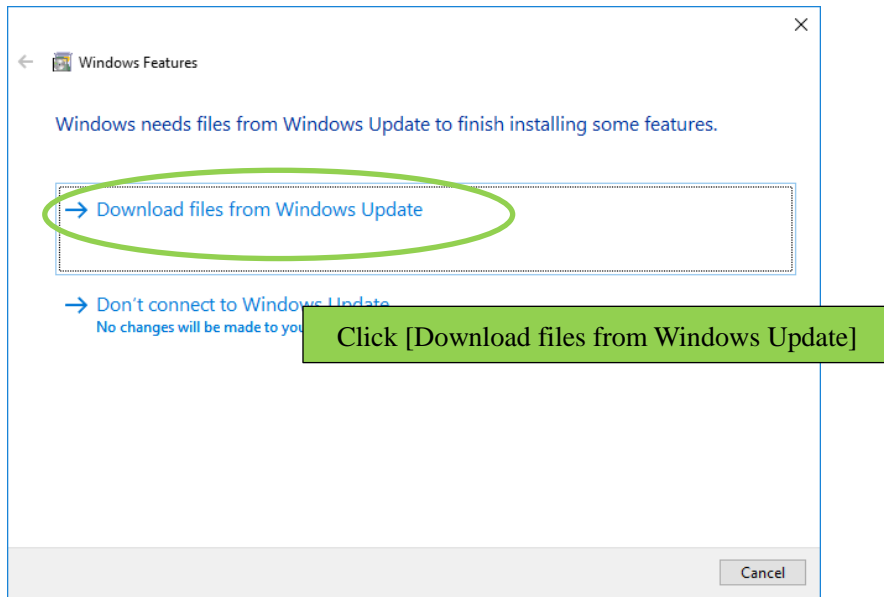 Windows Features
Windows needs files from Windows Update to finish installing some features.
→ Download files from Windows Update
→ Don't connect to Windows Update
No changes will be made to you
Click [Download files from Windows Update]
Cancel